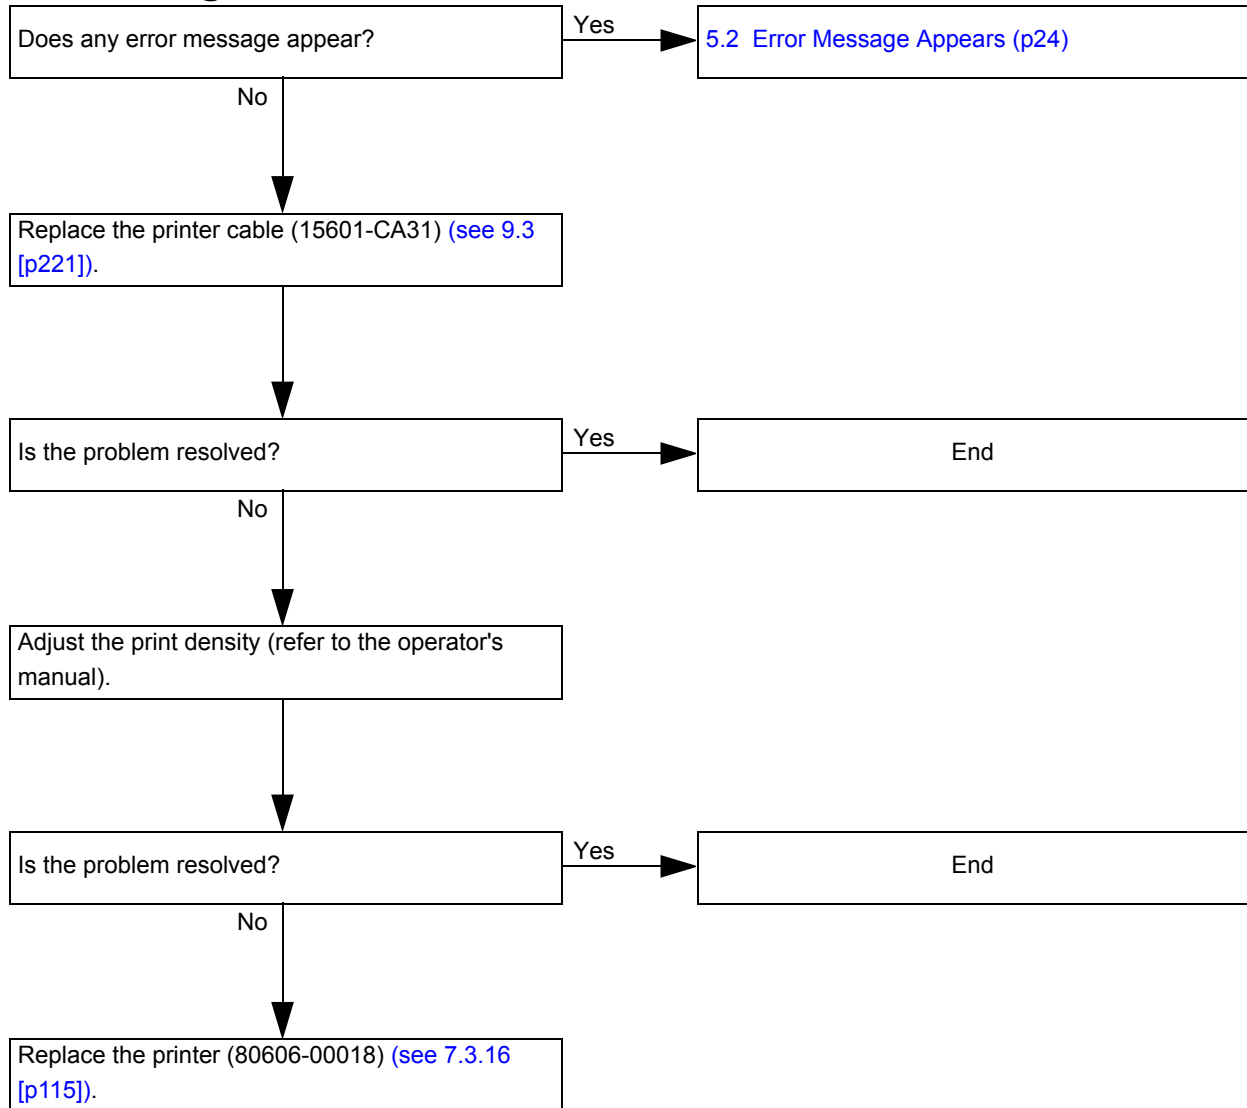 Does any error message appear?
Yes
5.2 Error Message Appears (p24)
No
Replace the printer cable (15601-CA31) (see 9.3
[p221]).
Is the problem resolved?
Yes
End
No
Adjust the print density (refer to the operator's
manual).
Is the problem resolved?
Yes
End
No
Replace the printer (80606-00018) (see 7.3.16
[p115]).